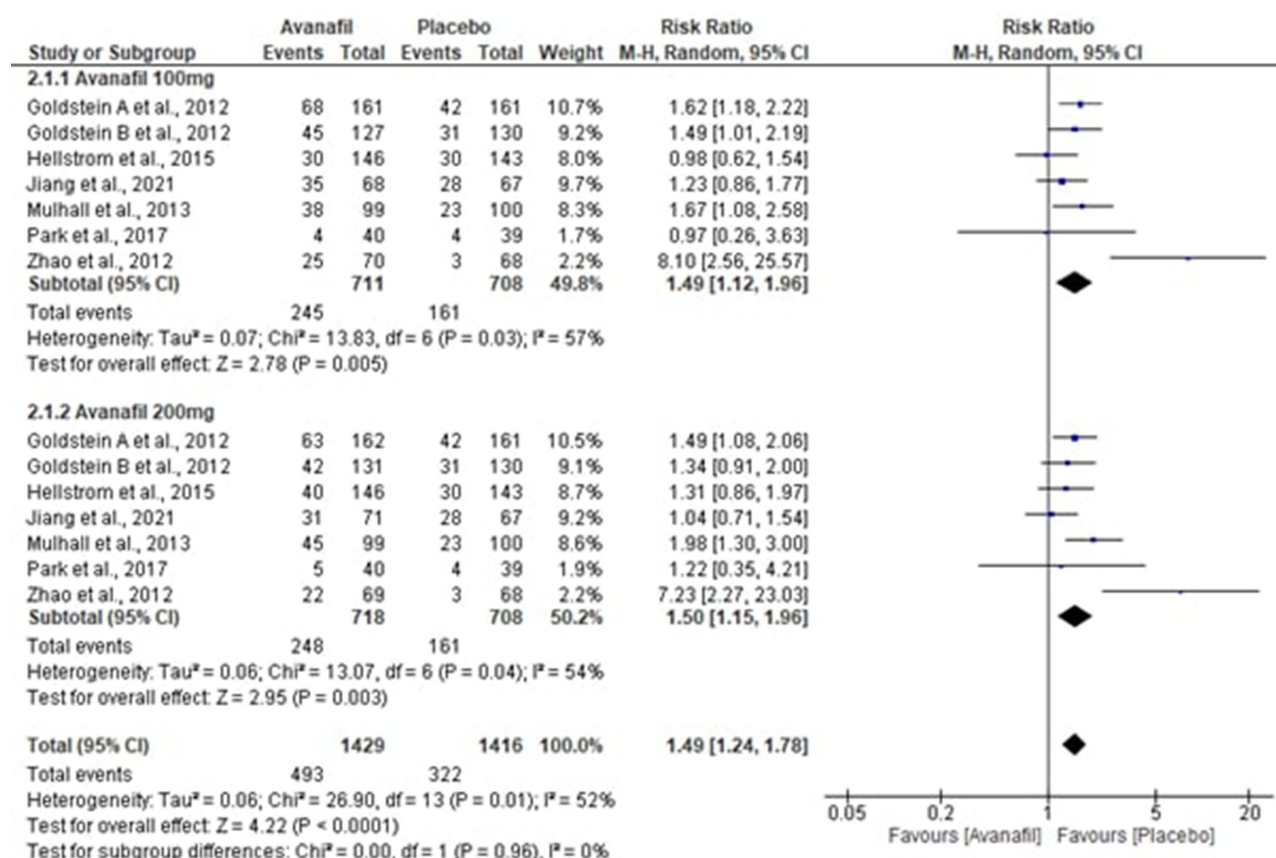 Avanafil Placebo Risk Ratio Risk Ratio
Study or Subgroup Events Total Events Total Weight M-H, Random, 95% CI M-H, Random, 95% CI
2.1.1 Avanafil 100mg
Goldstein A et al., 2012 68 161 42 161 10.7% 1.62 [1.18, 2.22]
Goldstein B et al., 2012 45 127 31 130 9.2% 1.49 [1.01, 2.19]
Hellstrom et al., 2015 30 146 30 143 8.0% 0.98 [0.62, 1.54]
Jiang et al., 2021 35 68 28 67 9.7% 1.23 [0.86, 1.77]
Mulhall et al., 2013 38 99 23 100 8.3% 1.67 [1.08, 2.58]
Park et al., 2017 4 40 4 39 1.7% 0.97 [0.26, 3.63]
Zhao et al., 2012 25 70 3 68 2.2% 8.10 [2.56, 25.57]
Subtotal (95% CI) 711 708 49.8% 1.49 [1.12, 1.96]
Total events 245 161
Heterogeneity: Tau² = 0.07; Chi² = 13.83, df = 6 (P = 0.03); I² = 57%
Test for overall effect: Z = 2.78 (P = 0.005)
2.1.2 Avanafil 200mg
Goldstein A et al., 2012 63 162 42 161 10.5% 1.49 [1.08, 2.06]
Goldstein B et al., 2012 42 131 31 130 9.1% 1.34 [0.91, 2.00]
Hellstrom et al., 2015 40 146 30 143 8.7% 1.31 [0.86, 1.97]
Jiang et al., 2021 31 71 28 67 9.2% 1.04 [0.71, 1.54]
Mulhall et al., 2013 45 99 23 100 8.6% 1.98 [1.30, 3.00]
Park et al., 2017 5 40 4 39 1.9% 1.22 [0.35, 4.21]
Zhao et al., 2012 22 69 3 68 2.2% 7.23 [2.27, 23.03]
Subtotal (95% CI) 718 708 50.2% 1.50 [1.15, 1.96]
Total events 248 161
Heterogeneity: Tau² = 0.06; Chi² = 13.07, df = 6 (P = 0.04); I² = 54%
Test for overall effect: Z = 2.95 (P = 0.003)
Total (95% CI) 1429 1416 100.0% 1.49 [1.24, 1.78]
Total events 493 322
Heterogeneity: Tau² = 0.06; Chi² = 26.90, df = 13 (P = 0.01); I² = 52%
Test for overall effect: Z = 4.22 (P < 0.0001)
Test for subgroup differences: Chi² = 0.00, df = 1 (P = 0.96), I² = 0%
0.05 0.2 1 5 20
Favours [Avanafil] Favours [Placebo]